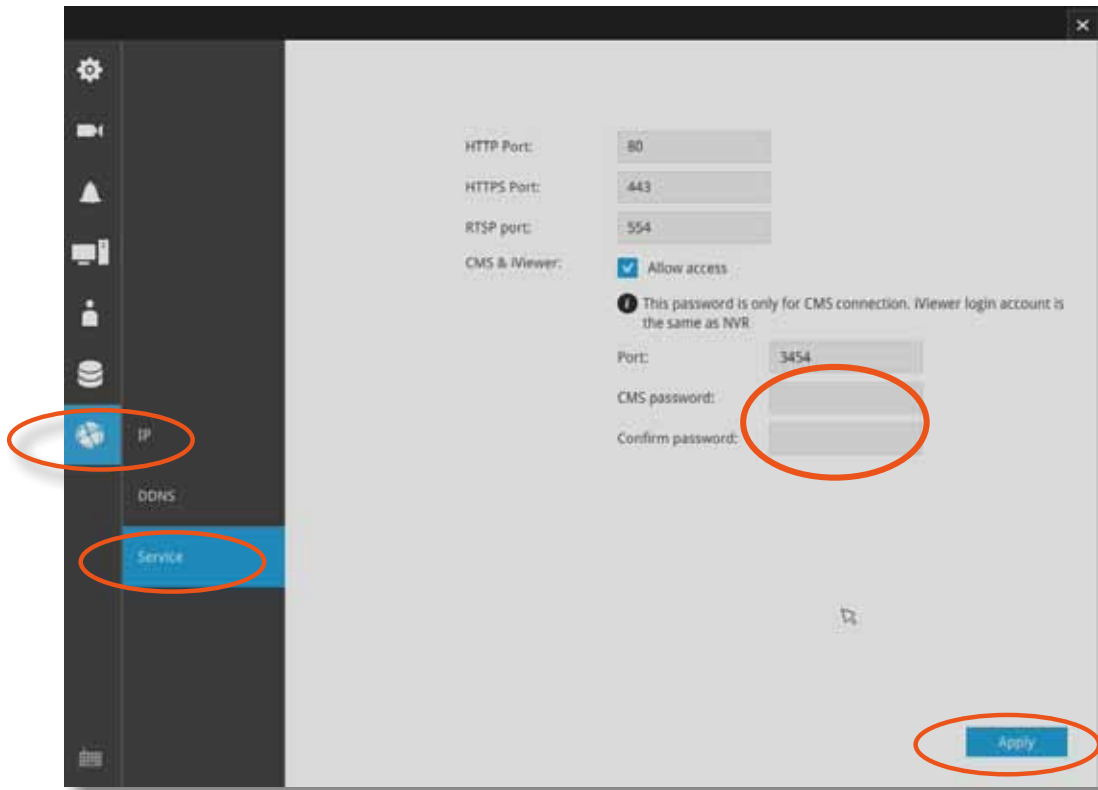 HTTP Port: 80
HTTPS Port: 443
RTSP port: 554
CMS & iViewer: Allow access
This password is only for CMS connection. iViewer login account is
the same as NVR
Port: 3454
CMS password:
Confirm password:
IP
DDNS
Service
Apply